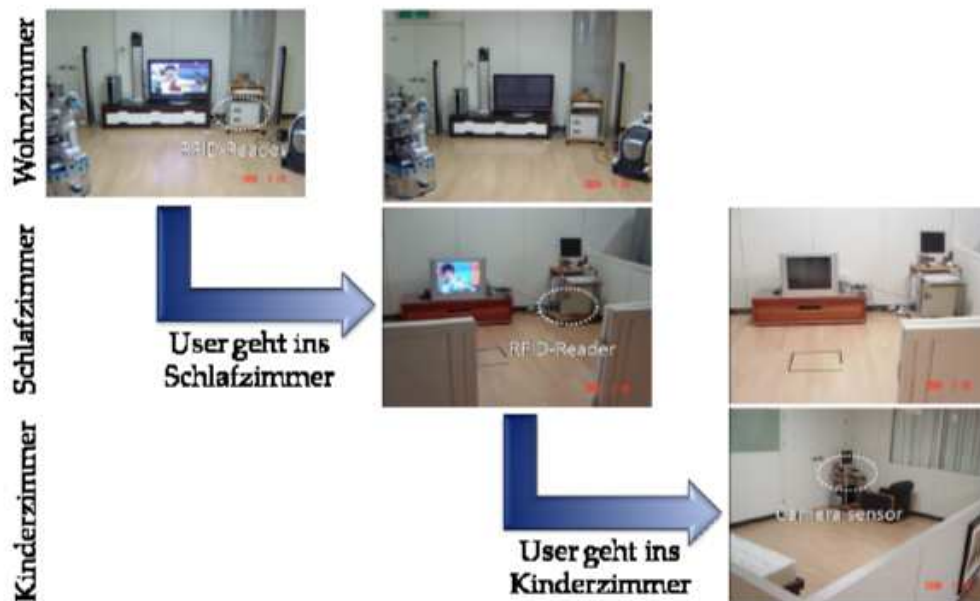 Wohnzimmer
RFID-Reader
Schlafzimmer
User geht ins
Schlafzimmer
RFID-Reader
Kinderzimmer
User geht ins
Kinderzimmer
Camera sensor